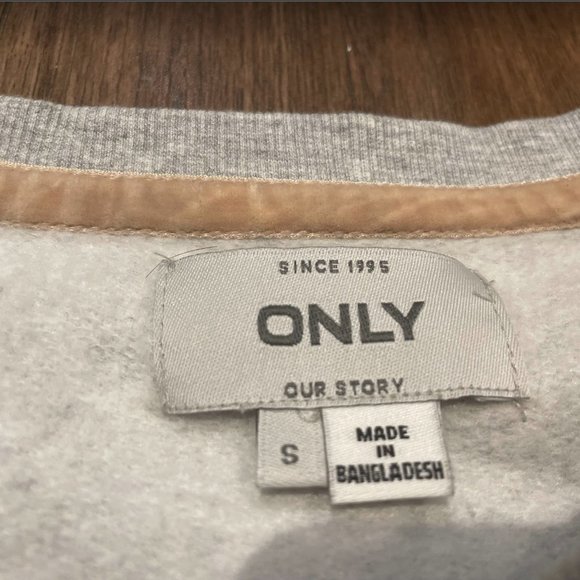 SINCE 1995
ONLY
OUR STORY
S
MADE
IN
BANGLADESH